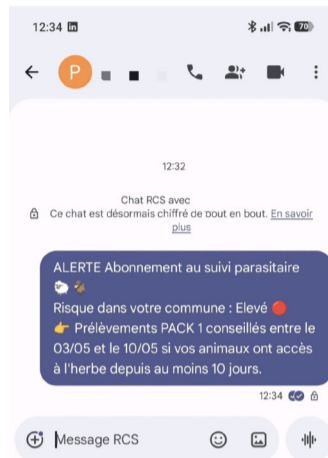 12:34
70
P
12:32
Chat RCS avec
Ce chat est désormais chiffré de bout en bout. En savoir
plus
ALERTE Abonnement au suivi parasitaire
🐑 🐐
Risque dans votre commune : Elevé 🔴
👉 Prélèvements PACK 1 conseillés entre le
03/05 et le 10/05 si vos animaux ont accès
à l'herbe depuis au moins 10 jours.
12:34
Message RCS